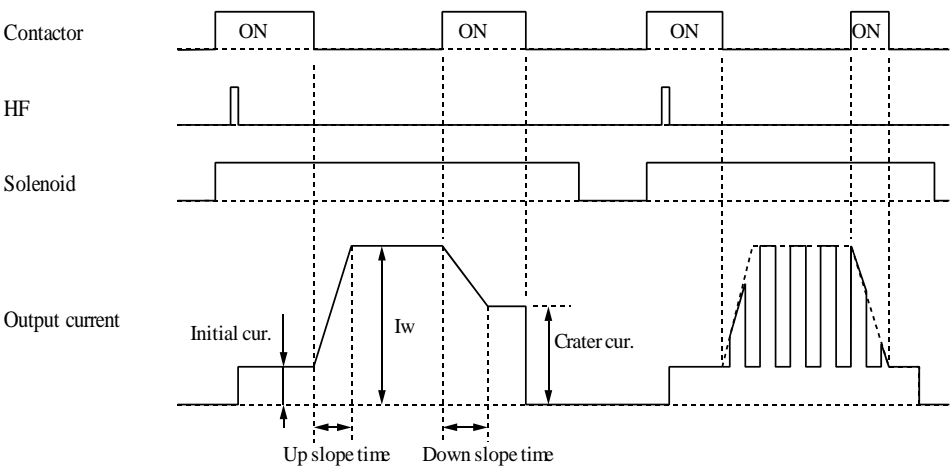 Contactor
ON
ON
ON
ON
HF
Solenoid
Output current
Initial cur.
Iw
Crater cur.
Up slope time
Down slope time